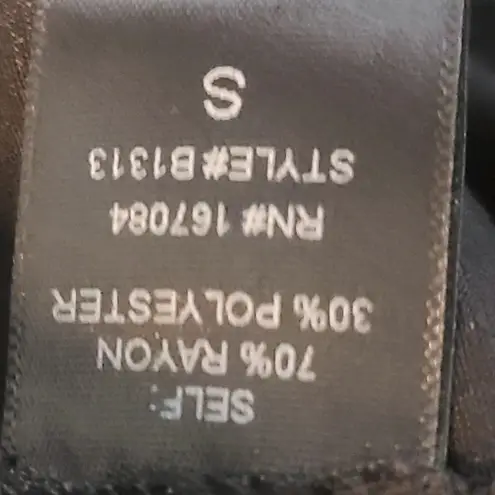 SELF:
70% RAYON
30% POLYESTER
RN# 167084
STYLE# B1313
S